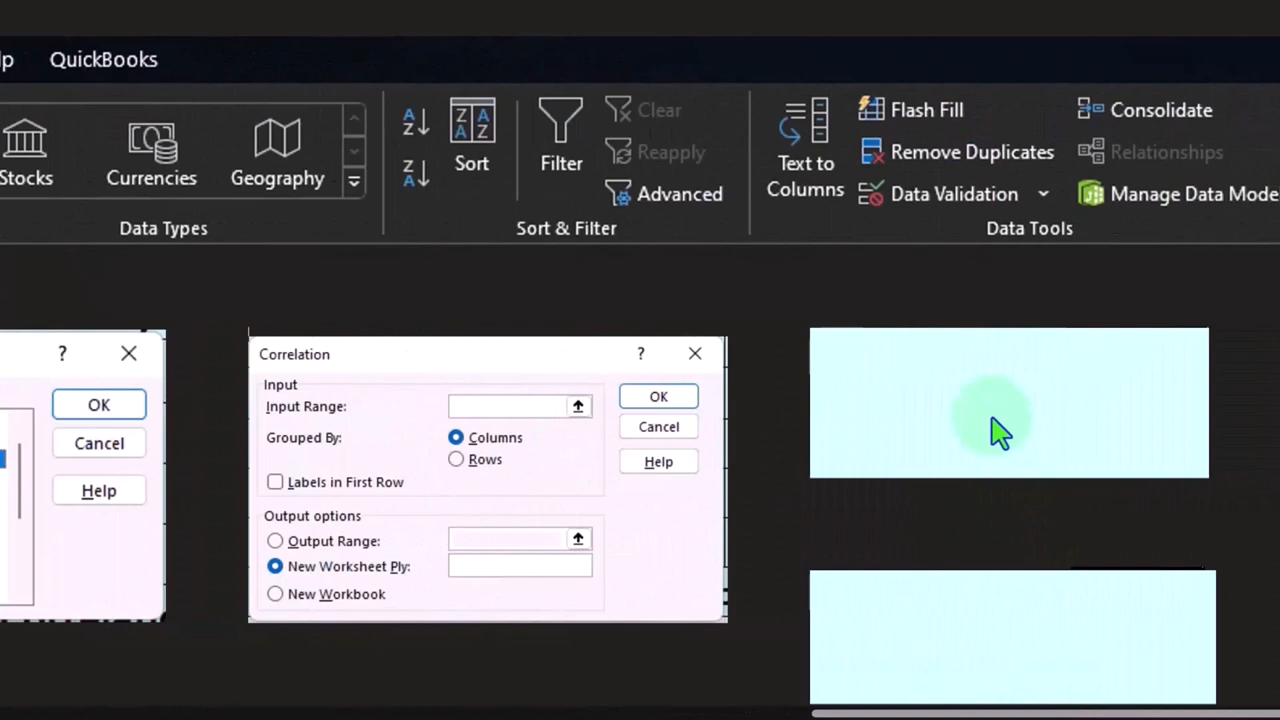 lp QuickBooks
Stocks Currencies Geography
Data Types
A Z
Z A
Z A A Z
Sort
Filter
Clear
Reapply
Advanced
Sort & Filter
Text to
Columns
Flash Fill
Remove Duplicates
Data Validation
Consolidate
Relationships
Manage Data Mode
Data Tools
?
OK
Cancel
Help
Correlation ?
Input
Input Range:
Grouped By: Columns
Rows
Labels in First Row
Output options
Output Range:
New Worksheet Ply:
New Workbook
OK
Cancel
Help